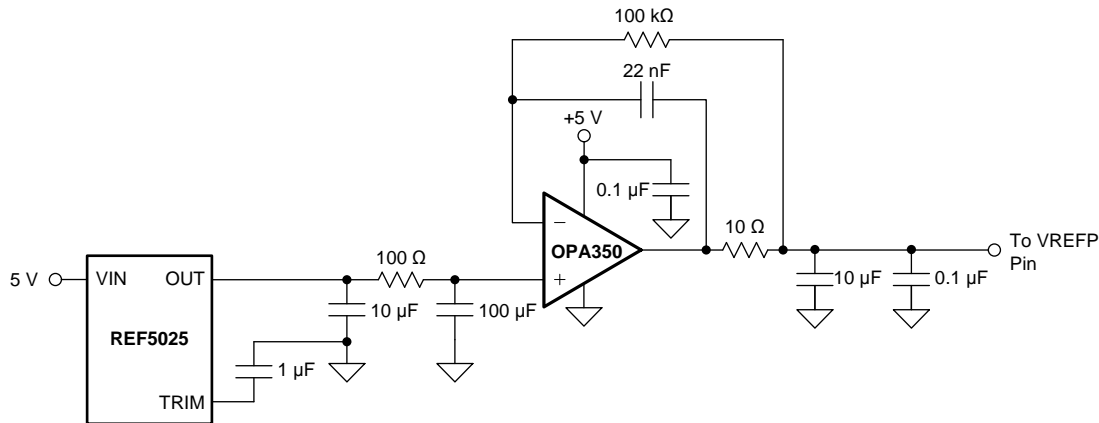 100 kΩ
22 nF
+5 V
0.1 µF
OPA350
10 Ω
To VREFP
Pin
10 µF
0.1 µF
100 Ω
5 V
VIN
OUT
REF5025
TRIM
10 µF
100 µF
1 µF